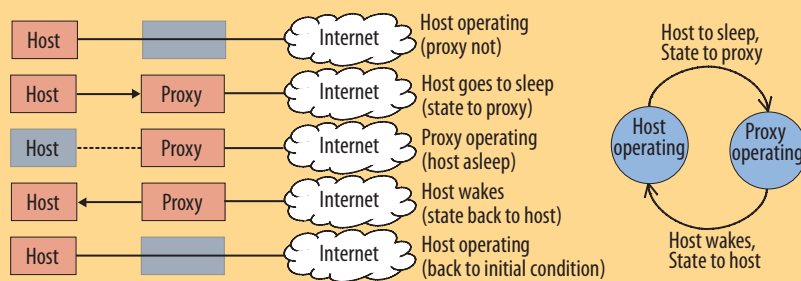 Host
Internet
Host operating
(proxy not)
Host
Proxy
Internet
Host goes to sleep
(state to proxy)
Host
Proxy
Internet
Proxy operating
(host asleep)
Host
Proxy
Internet
Host wakes
(state back to host)
Host
Internet
Host operating
(back to initial condition)
Host to sleep,
State to proxy
Host
operating
Proxy
operating
Host wakes,
State to host